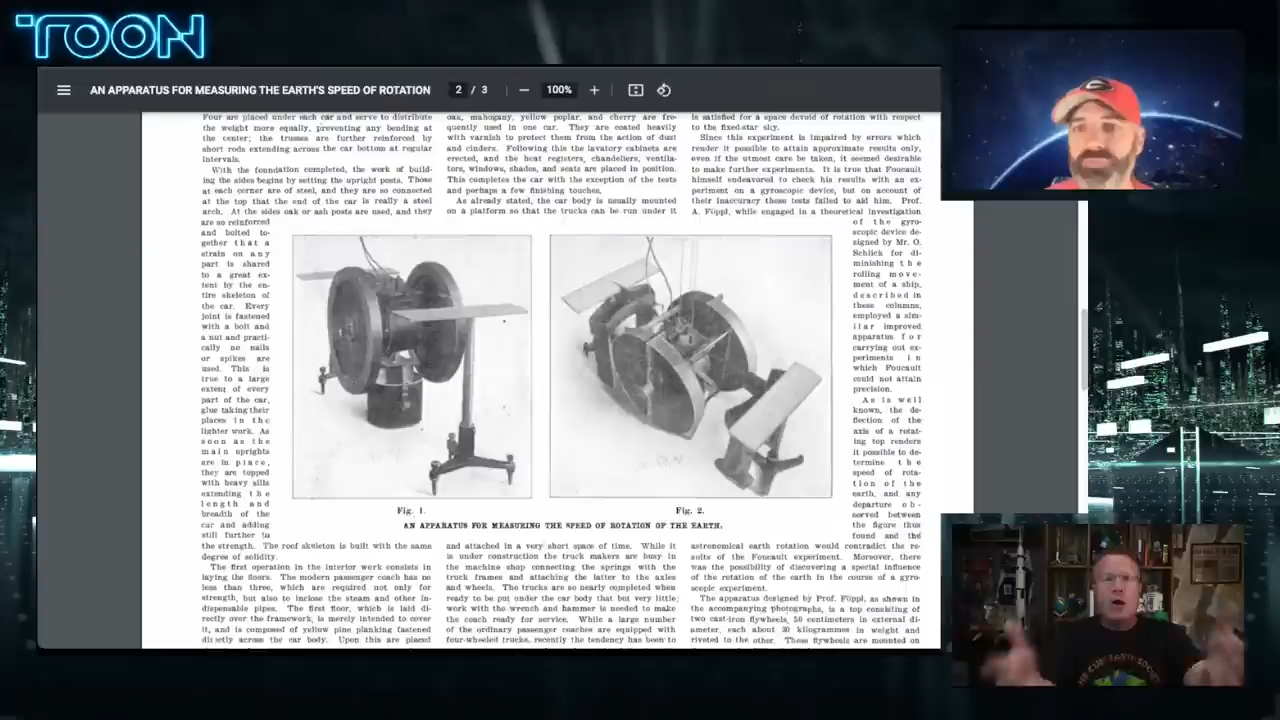 TOON
AN APPARATUS FOR MEASURING THE EARTH'S SPEED OF ROTATION
2 / 3
100%
Four are placed under each car and serve to distribute
the weight more equally, preventing any bending at
the center; the trusses are further reinforced by
short rods extending across the car bottom at regular
intervals.
With the foundation completed, the work of build-
ing the sides begins by setting the upright posts. Those
at each corner are of steel, and they are so connected
at the top that the end of the car is really a steel
arch. At the sides oak or ash posts are used, and they
are so reinforced
and bolted to-
gether that a
strain on any
part is shared
to a great ex-
tent by the en-
tire skeleton of
the car. Every
joint is fastened
with a bolt and
a nut and practi-
cally no nails
or spikes are
used. This is
true to a large
extent of every
part of the car,
glue taking their
places in the
lighter work. As
soon as the
main uprights
are in place,
they are topped
with heavy sills
extending the
length and
breadth of the
car and adding
still further to
the strength. The roof skeleton is built with the same
degree of solidity.
The first operation in the interior work consists in
laying the floors. The modern passenger coach has no
less than three, which are required not only for
strength, but also to inclose the steam and other in-
dispensable pipes. The first floor, which is laid di-
rectly over the framework, is merely intended to cover
it, and is composed of yellow pine planking fastened
directly across the car body. Upon this are placed
oak, mahogany, yellow poplar, and cherry are fre-
quently used in one car. They are coated heavily
with varnish to protect them from the action of dust
and cinders. Following this the lavatory cabinets are
erected, and the heat registers, chandeliers, ventila-
tors, windows, shades, and seats are placed in position.
This completes the car with the exception of the tests
and perhaps a few finishing touches.
As already stated, the car body is usually mounted
on a platform so that the trucks can be run under it
Fig. 1.
Fig. 2.
AN APPARATUS FOR MEASURING THE SPEED OF ROTATION OF THE EARTH.
and attached in a very short space of time. While it
is under construction the truck makers are busy in
the machine shop connecting the springs with the
truck frames and attaching the latter to the axles
and wheels. The trucks are so nearly completed when
ready to be put under the car body that but very little
work with the wrench and hammer is needed to make
the coach ready for service. While a large number
of the ordinary passenger coaches are equipped with
four-wheeled trucks, recently the tendency has been to
is satisfied for a space devoid of rotation with respect
to the fixed-star sky.
Since this experiment is impaired by errors which
render it possible to attain approximate results only,
even if the utmost care be taken, it seemed desirable
to make further experiments. It is true that Foucault
himself endeavored to check his results with an ex-
periment on a gyroscopic device, but on account of
their inaccuracy these tests failed to aid him. Prof.
A. Föppl, while engaged in a theoretical investigation
of the gyro-
scopic device de-
signed by Mr. O.
Schlick for di-
minishing the
rolling move-
ment of a ship,
described in
these columns,
employed a sim-
ilar improved
apparatus for
carrying out ex-
periments in
which Foucault
could not attain
precision.
As is well
known, the de-
flection of the
axis of a rotat-
ing top renders
it possible to de-
termine the
speed of rota-
tion of the
earth, and any
departure ob-
served between
the figure thus
found and the
astronomical earth rotation would contradict the re-
sults of the Foucault experiment. Moreover, there
was the possibility of discovering a special influence
of the rotation of the earth in the course of a gyro-
scopic experiment.
The apparatus designed by Prof. Föppl, as shown in
the accompanying photographs, is a top consisting of
two cast-iron flywheels, 50 centimeters in external di-
ameter, each about 30 kilogrammes in weight and
riveted to the other. These flywheels are mounted on